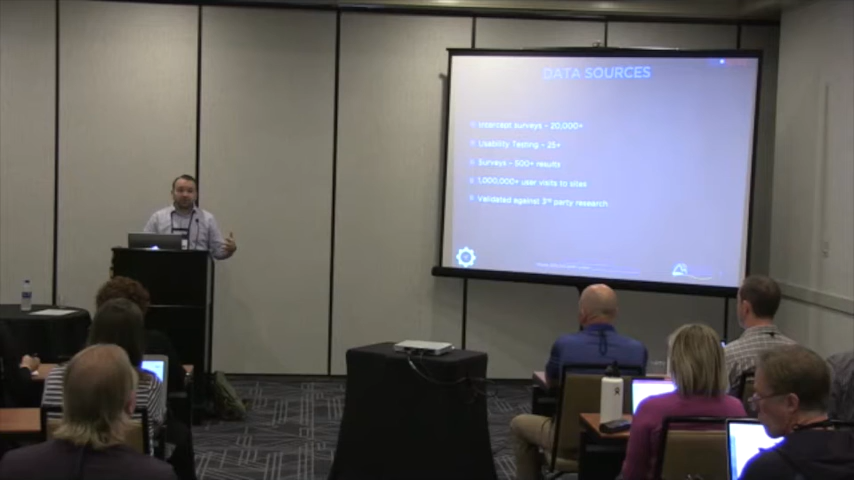 DATA SOURCES
Intercept surveys - 20,000+
Usability Testing - 25+
Surveys - 500+ results
1,000,000+ user visits to sites
Validated against 3rd party research